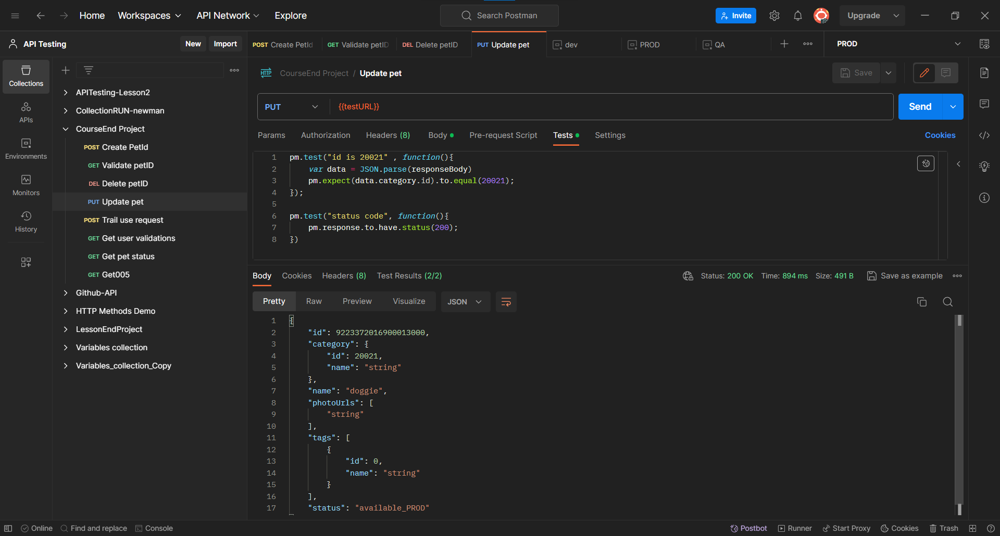 Home Workspaces API Network Explore Search Postman Invite Upgrade
API Testing New Import POST Create PetId GET Validate petID DEL Delete petID PUT Update pet dev PROD QA PROD
Collections
APIs
Environments
Monitors
History
APITesting-Lesson2
CollectionRUN-newman
CourseEnd Project
POST Create PetId
GET Validate petID
DEL Delete petID
PUT Update pet
POST Trail use request
GET Get user validations
GET Get pet status
GET Get005
Github-API
HTTP Methods Demo
LessonEndProject
Variables collection
Variables_collection_Copy
HTTP CourseEnd Project / Update pet Save
PUT {{testURL}} Send
Params Authorization Headers (8) Body Pre-request Script Tests Settings Cookies
1 pm.test("id is 20021" , function(){
2 var data = JSON.parse(responseBody)
3 pm.expect(data.category.id).to.equal(20021);
4 });
5
6 pm.test("status code", function(){
7 pm.response.to.have.status(200);
8 })
Body Cookies Headers (8) Test Results (2/2) Status: 200 OK Time: 894 ms Size: 491 B Save as example
Pretty Raw Preview Visualize JSON
1 {
2 "id": 9223372016900013000,
3 "category": {
4 "id": 20021,
5 "name": "string"
6 },
7 "name": "doggie",
8 "photoUrls": [
9 "string"
10 ],
11 "tags": [
12 {
13 "id": 0,
14 "name": "string"
15 }
16 ],
17 "status": "available_PROD"
Online Find and replace Console Postbot Runner Start Proxy Cookies Trash